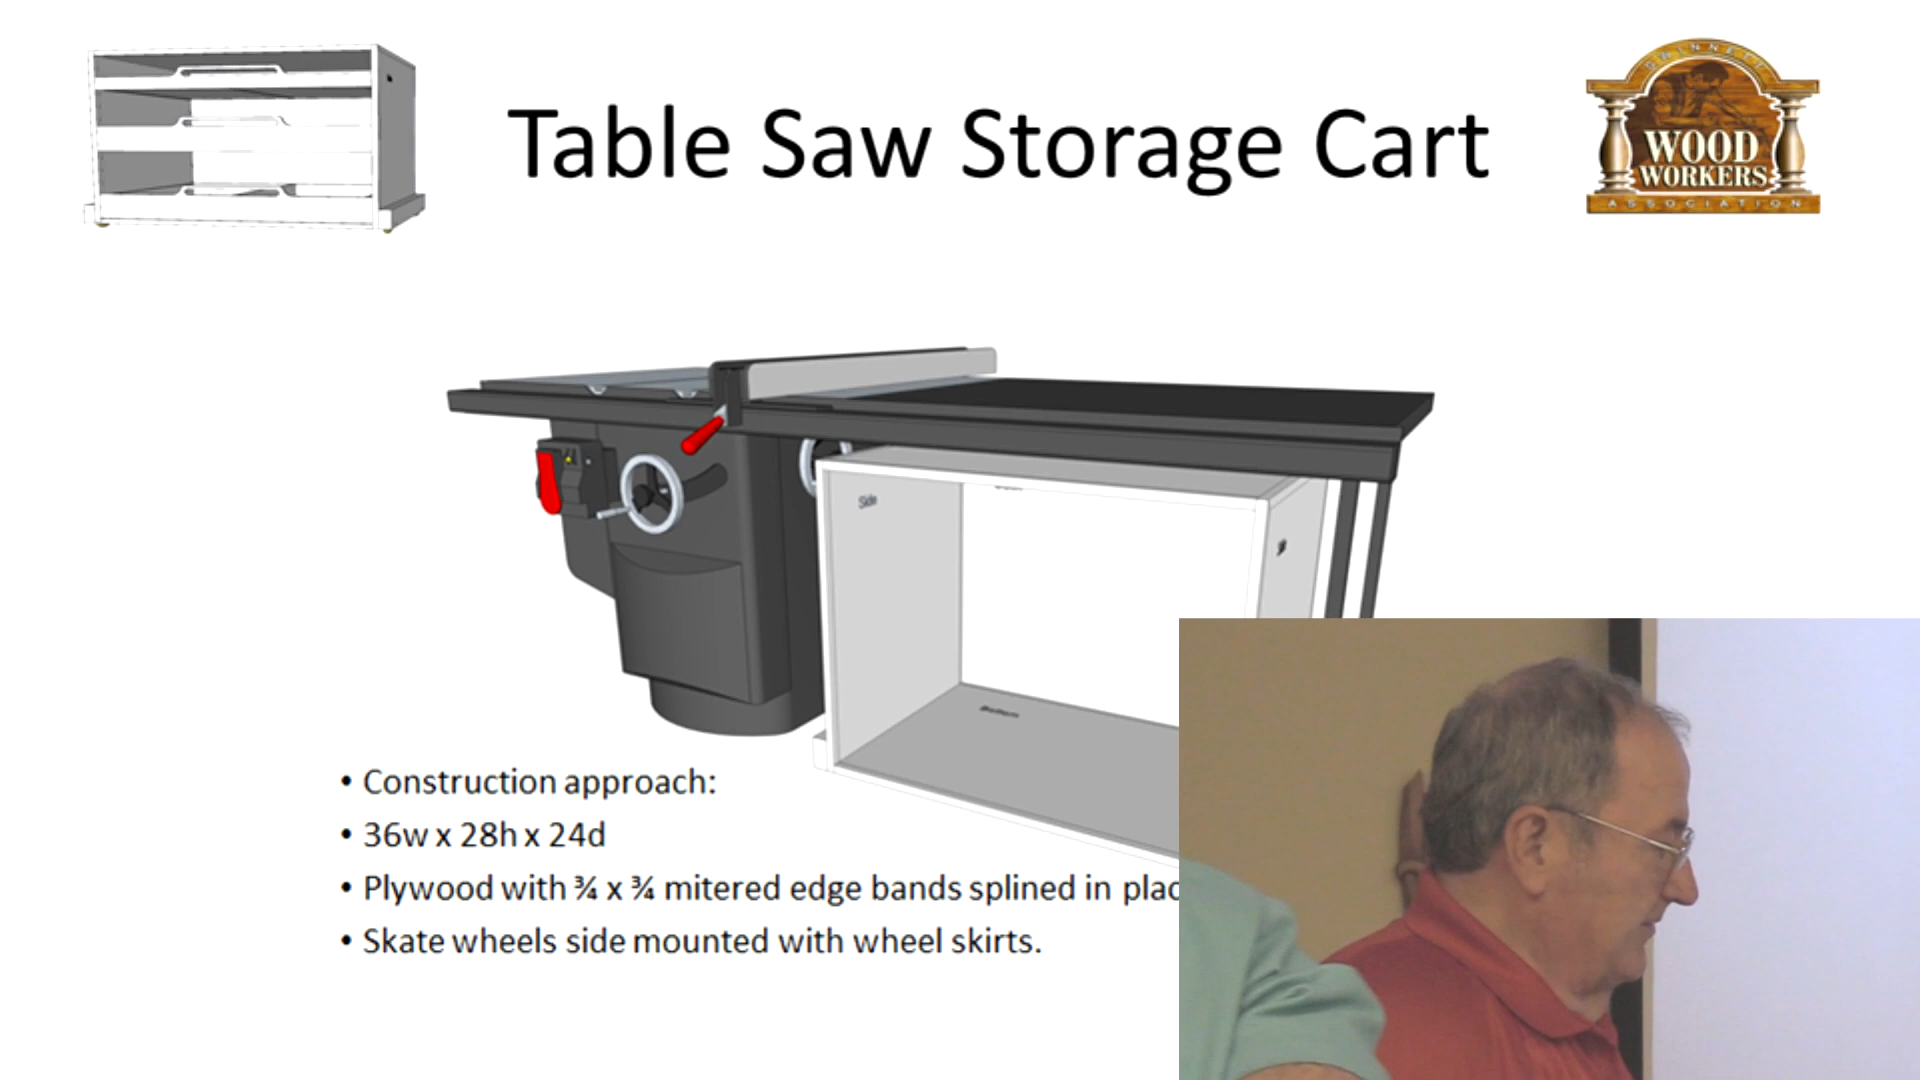 Table Saw Storage Cart
GWINNETT
WOOD
WORKERS
ASSOCIATION
Side
Bottom
• Construction approach:
• 36w x 28h x 24d
• Plywood with ¾ x ¾ mitered edge bands splined in plac
• Skate wheels side mounted with wheel skirts.